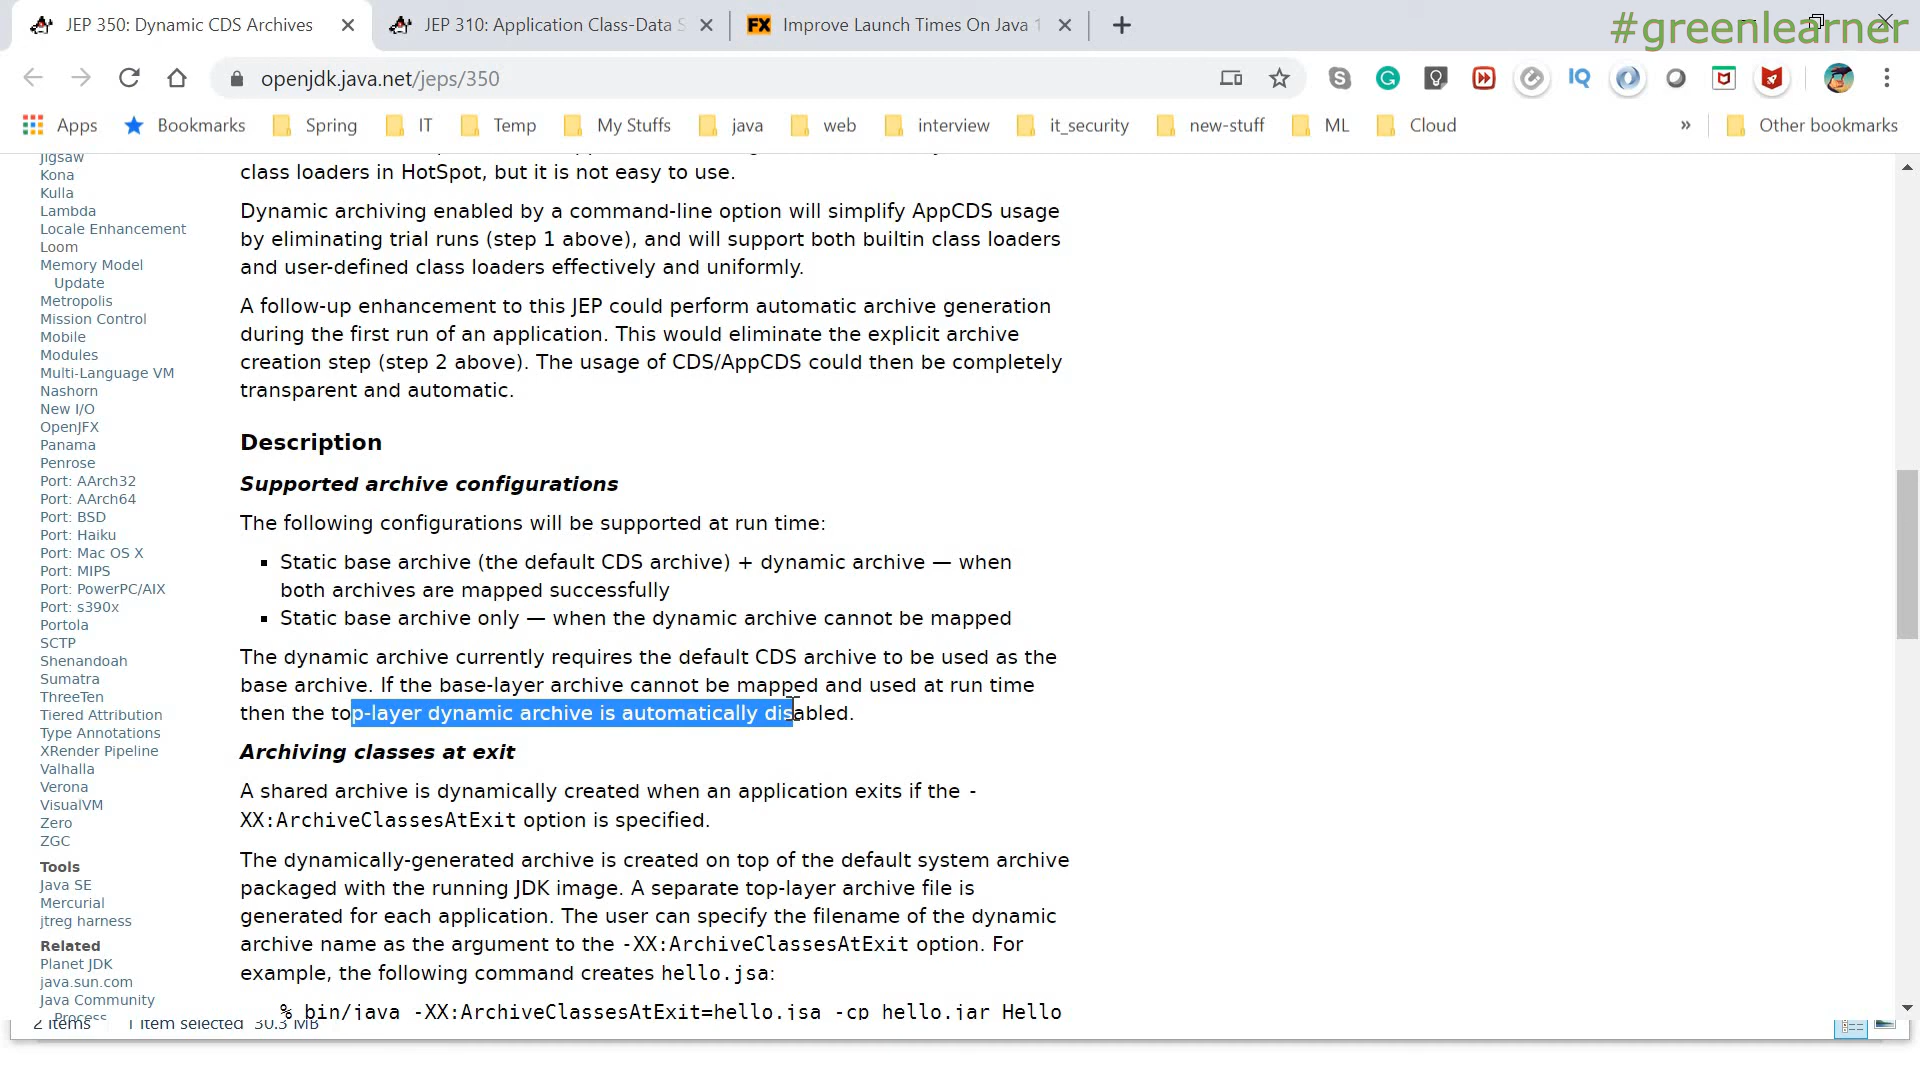 JEP 350: Dynamic CDS Archives
JEP 310: Application Class-Data S
FX Improve Launch Times On Java 1
#greenlearner
openjdk.java.net/jeps/350
Apps Bookmarks Spring IT Temp My Stuffs java web interview it_security new-stuff ML Cloud » Other bookmarks
Jigsaw
Kona
Kulla
Lambda
Locale Enhancement
Loom
Memory Model
Update
Metropolis
Mission Control
Mobile
Modules
Multi-Language VM
Nashorn
New I/O
OpenJFX
Panama
Penrose
Port: AArch32
Port: AArch64
Port: BSD
Port: Haiku
Port: Mac OS X
Port: MIPS
Port: PowerPC/AIX
Port: s390x
Portola
SCTP
Shenandoah
Sumatra
ThreeTen
Tiered Attribution
Type Annotations
XRender Pipeline
Valhalla
Verona
VisualVM
Zero
ZGC
Tools
Java SE
Mercurial
jtreg harness
Related
Planet JDK
java.sun.com
Java Community
Process
class loaders in HotSpot, but it is not easy to use.
Dynamic archiving enabled by a command-line option will simplify AppCDS usage
by eliminating trial runs (step 1 above), and will support both builtin class loaders
and user-defined class loaders effectively and uniformly.
A follow-up enhancement to this JEP could perform automatic archive generation
during the first run of an application. This would eliminate the explicit archive
creation step (step 2 above). The usage of CDS/AppCDS could then be completely
transparent and automatic.
Description
Supported archive configurations
The following configurations will be supported at run time:
▪ Static base archive (the default CDS archive) + dynamic archive — when
both archives are mapped successfully
▪ Static base archive only — when the dynamic archive cannot be mapped
The dynamic archive currently requires the default CDS archive to be used as the
base archive. If the base-layer archive cannot be mapped and used at run time
then the top-layer dynamic archive is automatically disabled.
Archiving classes at exit
A shared archive is dynamically created when an application exits if the -
XX:ArchiveClassesAtExit option is specified.
The dynamically-generated archive is created on top of the default system archive
packaged with the running JDK image. A separate top-layer archive file is
generated for each application. The user can specify the filename of the dynamic
archive name as the argument to the -XX:ArchiveClassesAtExit option. For
example, the following command creates hello.jsa:
% bin/java -XX:ArchiveClassesAtExit=hello.jsa -cp hello.jar Hello
2 items 1 item selected 30.3 MB